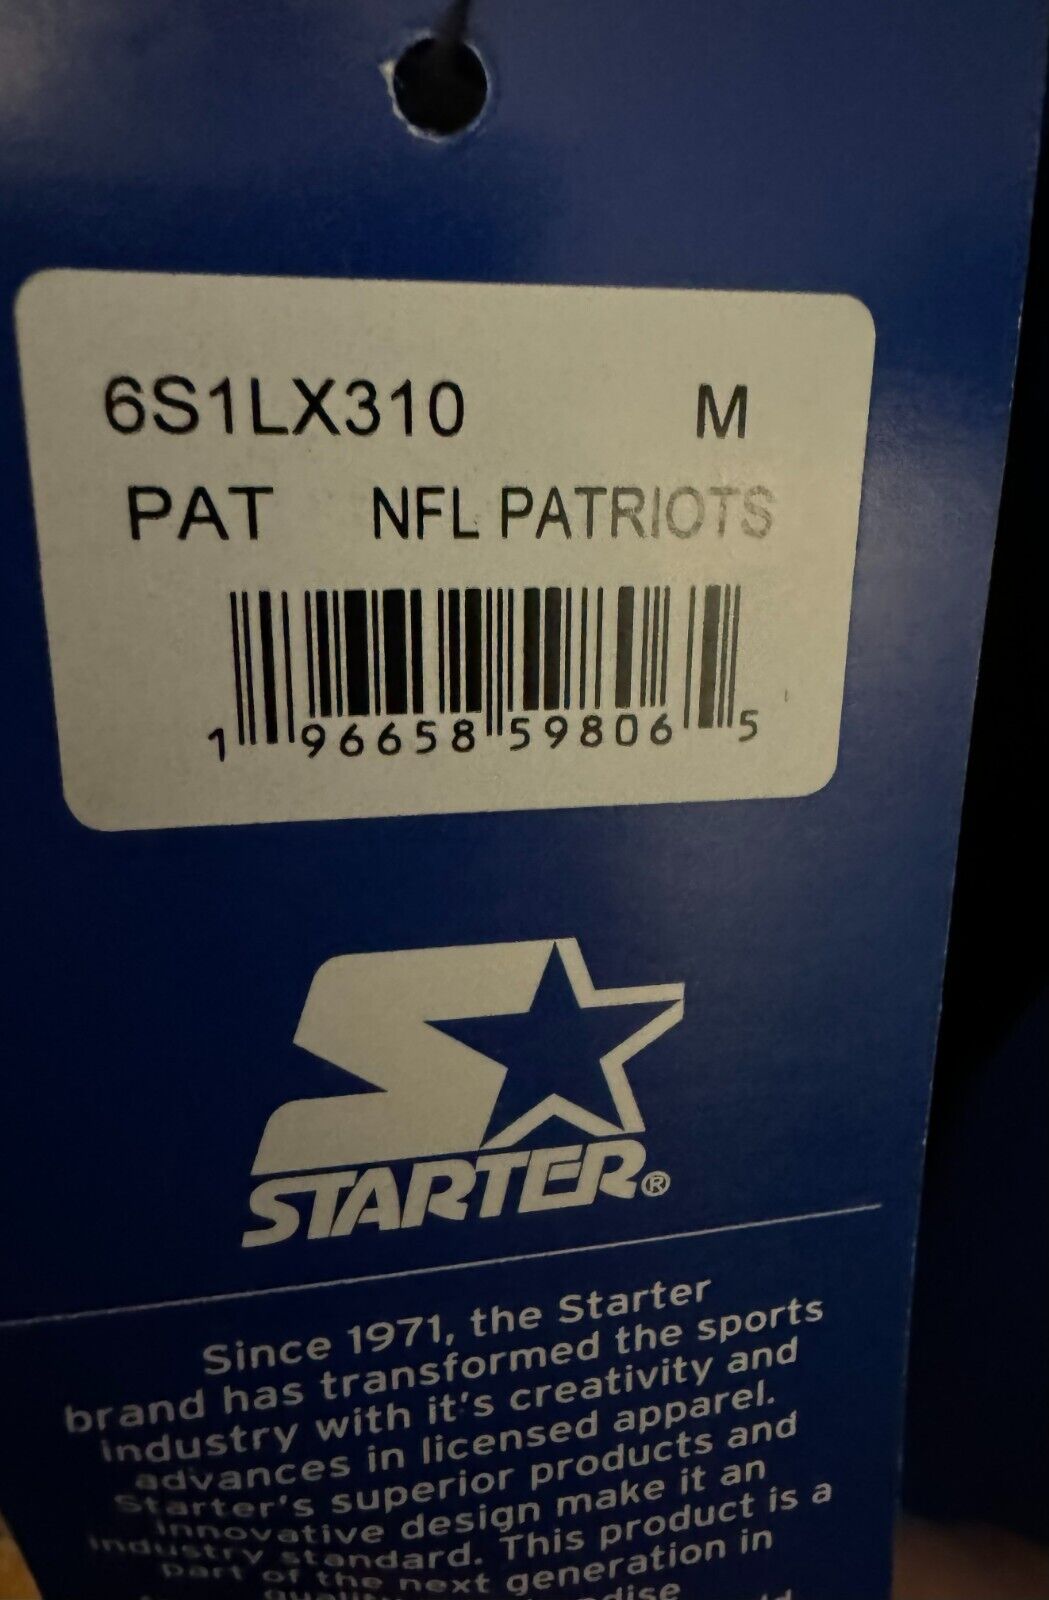 6S1LX310 M
PAT NFL PATRIOTS
1 96658 59806 5
STARTER®
Since 1971, the Starter
brand has transformed the sports
industry with it's creativity and
advances in licensed apparel.
Starter's superior products and
innovative design make it an
industry standard. This product is a
part of the next generation in